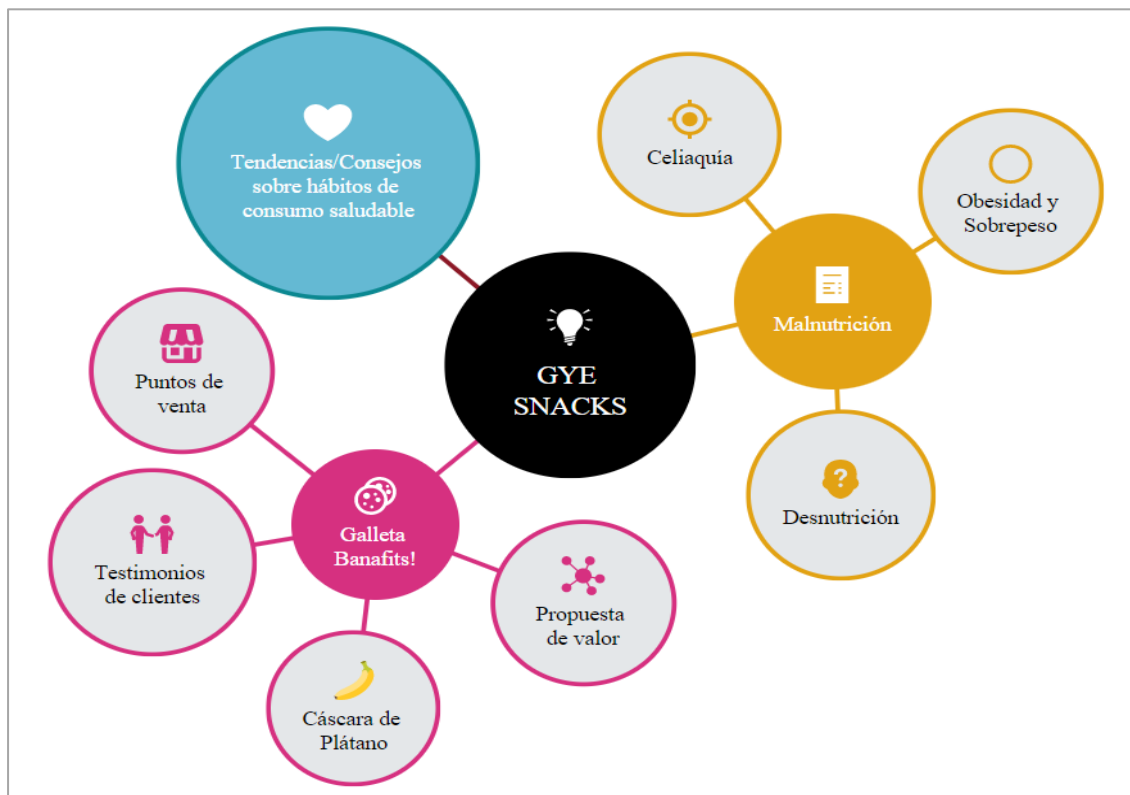 Tendencias/Consejos
sobre hábitos de
consumo saludable
Celiaquía
Obesidad y
Sobrepeso
Malnutrición
Desnutrición
GYE
SNACKS
Puntos de
venta
Galleta
Banafits!
Testimonios
de clientes
Propuesta
de valor
Cáscara de
Plátano